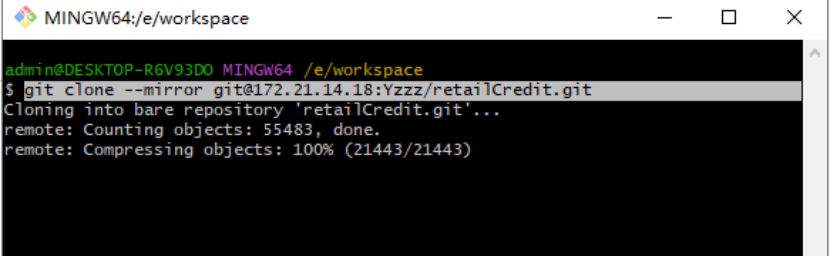 MINGW64:/e/workspace
admin@DESKTOP-R6V93DO MINGW64 /e/workspace
$ git clone --mirror git@172.21.14.18:Yzzz/retailCredit.git
Cloning into bare repository 'retailCredit.git'...
remote: Counting objects: 55483, done.
remote: Compressing objects: 100% (21443/21443)